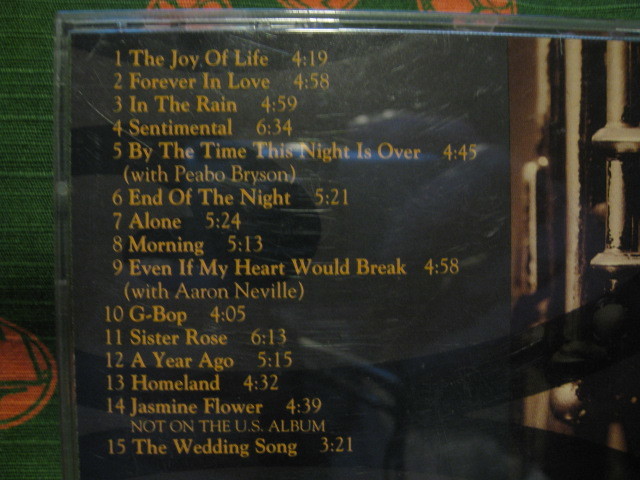 1 The Joy Of Life 4:19
2 Forever In Love 4:58
3 In The Rain 4:59
4 Sentimental 6:34
5 By The Time This Night Is Over 4:45
(with Peabo Bryson)
6 End Of The Night 5:21
7 Alone 5:24
8 Morning 5:13
9 Even If My Heart Would Break 4:58
(with Aaron Neville)
10 G-Bop 4:05
11 Sister Rose 6:13
12 A Year Ago 5:15
13 Homeland 4:32
14 Jasmine Flower 4:39
NOT ON THE U.S. ALBUM
15 The Wedding Song 3:21